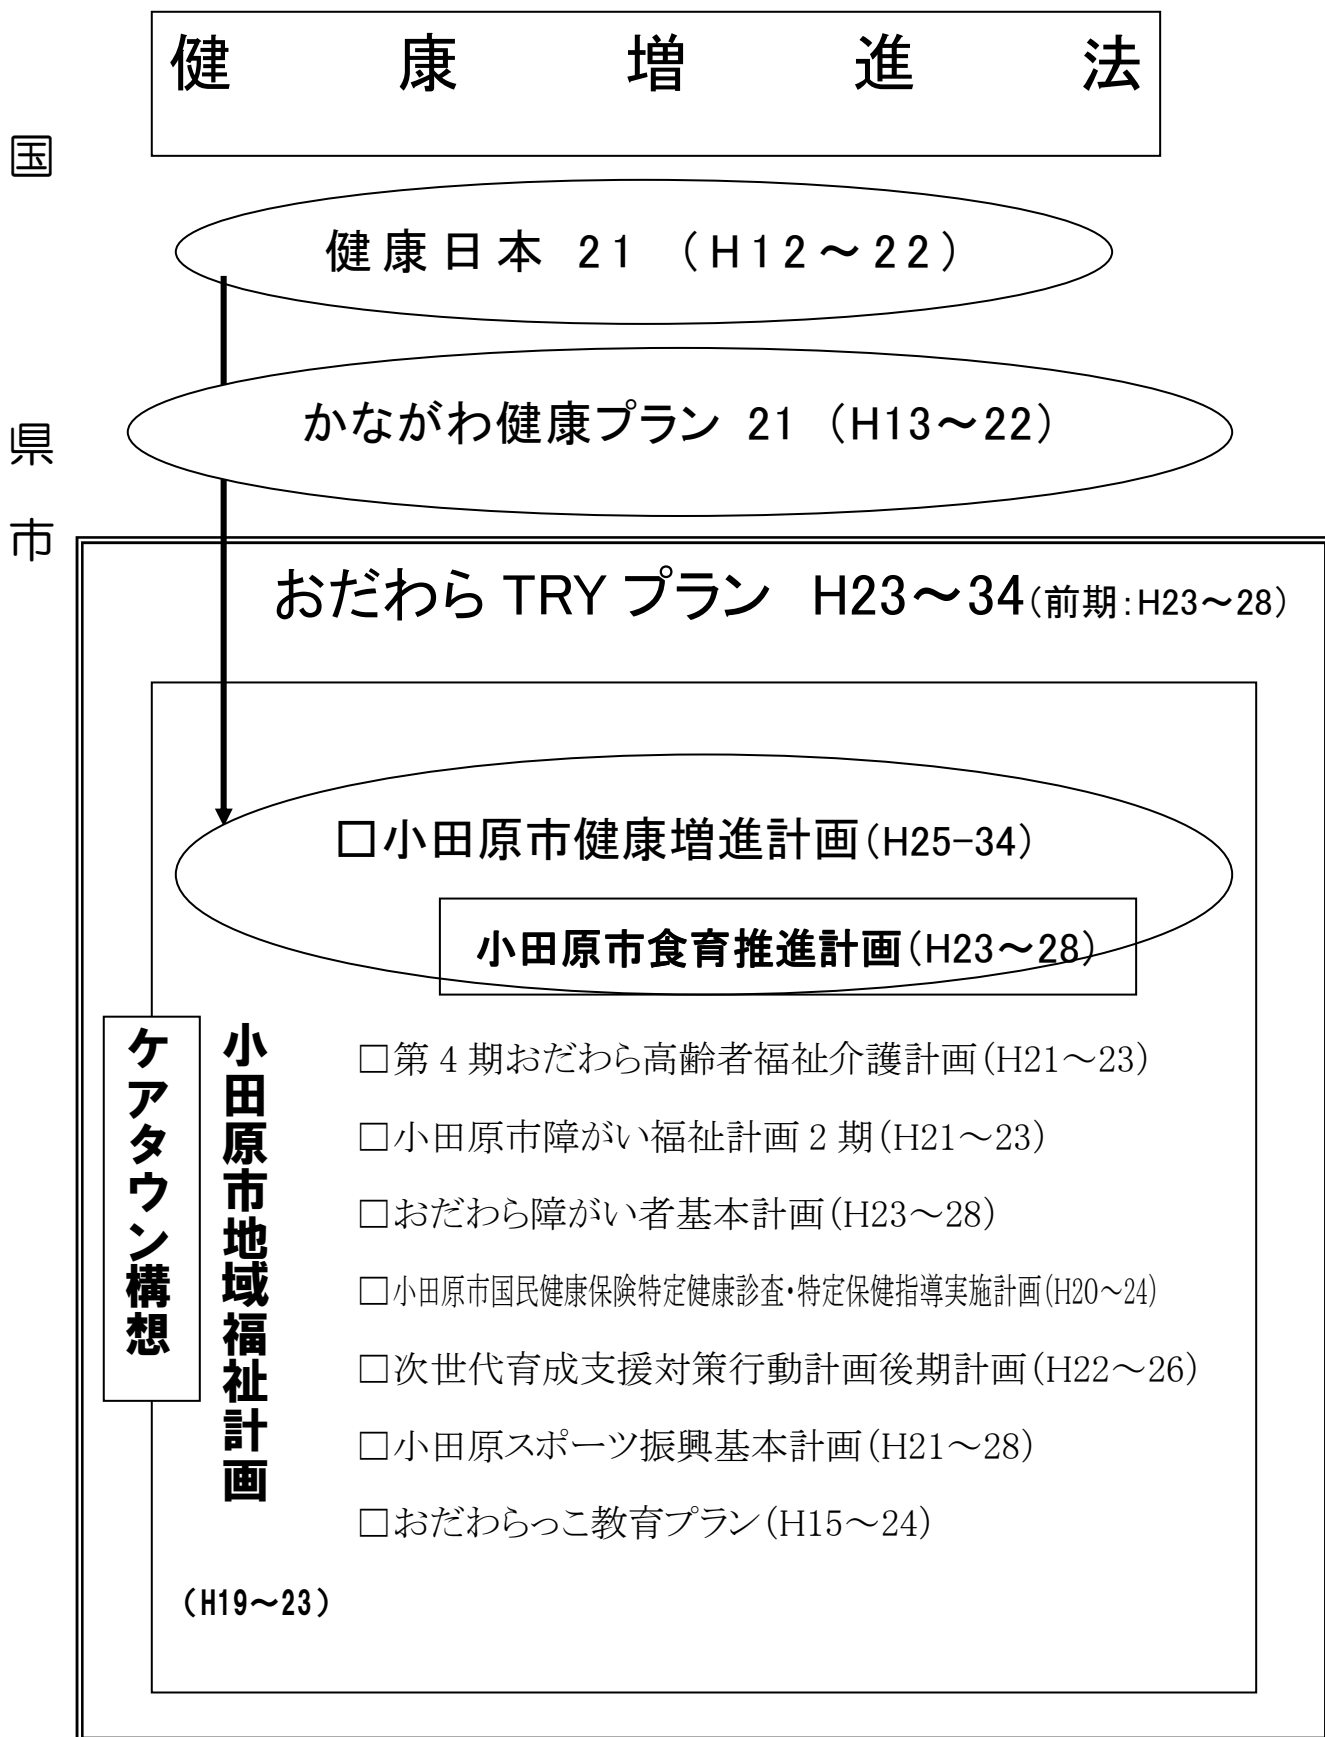 健康増進法
国
健康日本 21 （H12～22）
県
かながわ健康プラン 21 （H13～22）
市
おだわら TRY プラン　H23～34(前期:H23～28)
□小田原市健康増進計画(H25-34)
小田原市食育推進計画(H23～28)
ケアタウン構想
小田原市地域福祉計画
(H19～23)
□第 4 期おだわら高齢者福祉介護計画(H21～23)
□小田原市障がい福祉計画 2 期(H21～23)
□おだわら障がい者基本計画(H23～28)
□小田原市国民健康保険特定健康診査・特定保健指導実施計画(H20～24)
□次世代育成支援対策行動計画後期計画(H22～26)
□小田原スポーツ振興基本計画(H21～28)
□おだわらっこ教育プラン(H15～24)